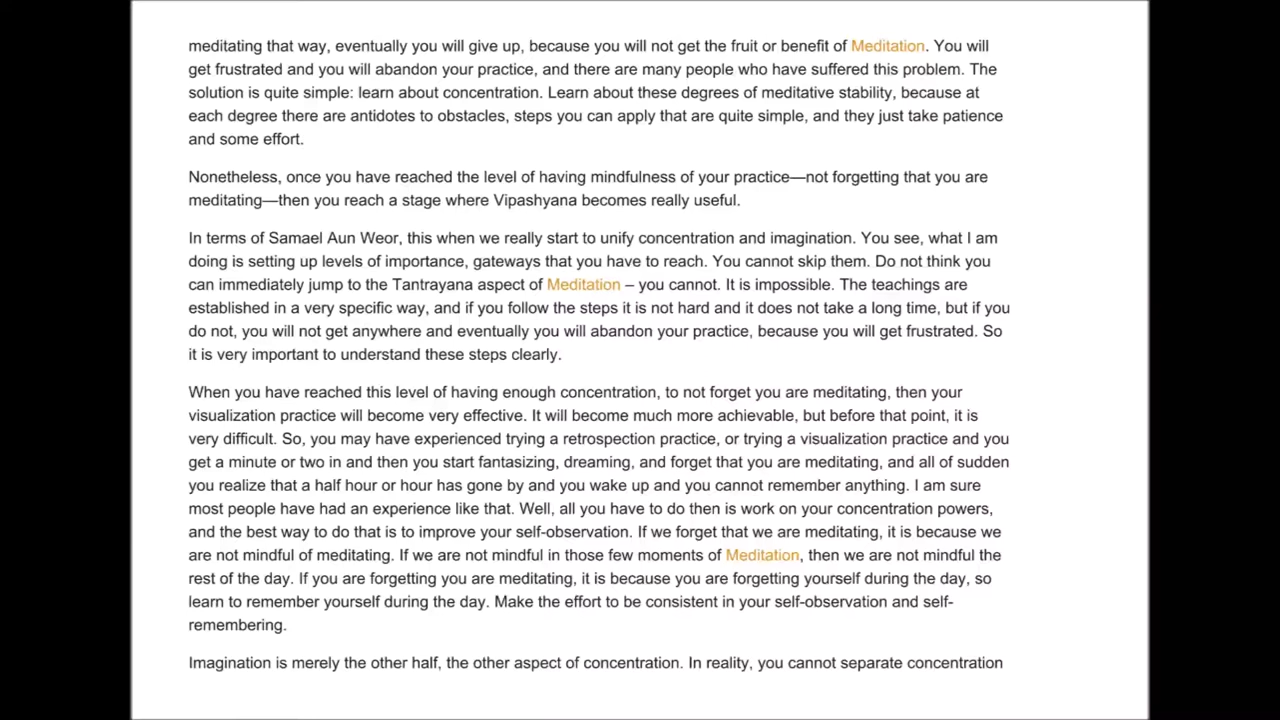 meditating that way, eventually you will give up, because you will not get the fruit or benefit of Meditation. You will
get frustrated and you will abandon your practice, and there are many people who have suffered this problem. The
solution is quite simple: learn about concentration. Learn about these degrees of meditative stability, because at
each degree there are antidotes to obstacles, steps you can apply that are quite simple, and they just take patience
and some effort.
Nonetheless, once you have reached the level of having mindfulness of your practice—not forgetting that you are
meditating—then you reach a stage where Vipashyana becomes really useful.
In terms of Samael Aun Weor, this when we really start to unify concentration and imagination. You see, what I am
doing is setting up levels of importance, gateways that you have to reach. You cannot skip them. Do not think you
can immediately jump to the Tantrayana aspect of Meditation – you cannot. It is impossible. The teachings are
established in a very specific way, and if you follow the steps it is not hard and it does not take a long time, but if you
do not, you will not get anywhere and eventually you will abandon your practice, because you will get frustrated. So
it is very important to understand these steps clearly.
When you have reached this level of having enough concentration, to not forget you are meditating, then your
visualization practice will become very effective. It will become much more achievable, but before that point, it is
very difficult. So, you may have experienced trying a retrospection practice, or trying a visualization practice and you
get a minute or two in and then you start fantasizing, dreaming, and forget that you are meditating, and all of sudden
you realize that a half hour or hour has gone by and you wake up and you cannot remember anything. I am sure
most people have had an experience like that. Well, all you have to do then is work on your concentration powers,
and the best way to do that is to improve your self-observation. If we forget that we are meditating, it is because we
are not mindful of meditating. If we are not mindful in those few moments of Meditation, then we are not mindful the
rest of the day. If you are forgetting you are meditating, it is because you are forgetting yourself during the day, so
learn to remember yourself during the day. Make the effort to be consistent in your self-observation and self-
remembering.
Imagination is merely the other half, the other aspect of concentration. In reality, you cannot separate concentration